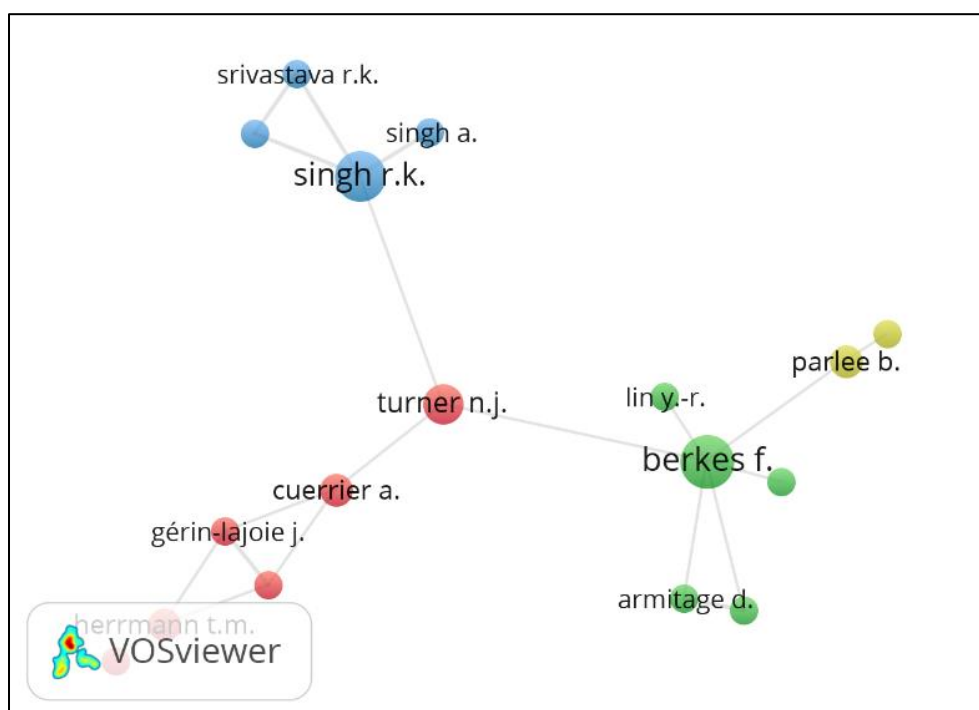 srivastava r.k.
singh a.
singh r.k.
parlee b.
turner n.j.
lin y.-r.
berkes f.
cuerrier a.
gérin-lajoie j.
armitage d.
herrmann t.m.
VOSviewer